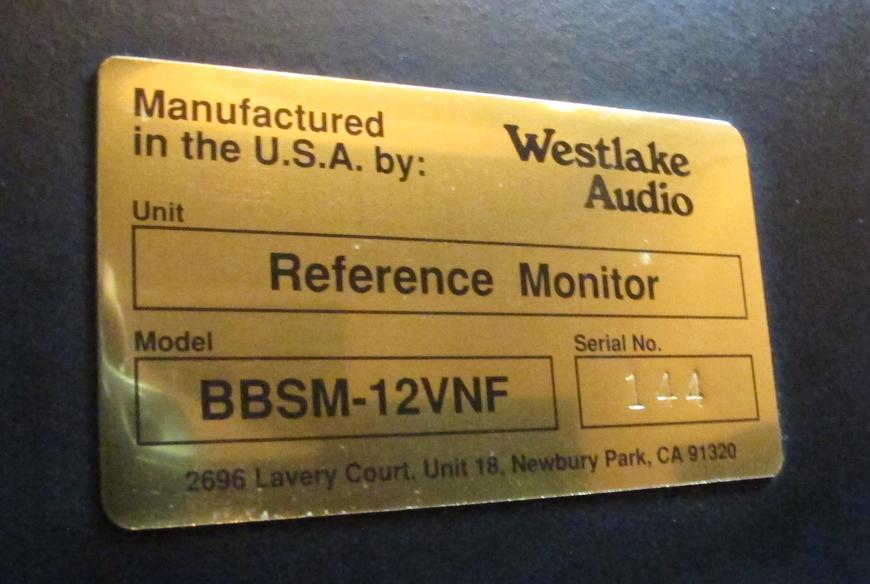 Manufactured
in the U.S.A. by:
Westlake
Audio
Unit
Reference Monitor
Model
BBSM-12VNF
Serial No.
144
2696 Lavery Court, Unit 18, Newbury Park, CA 91320